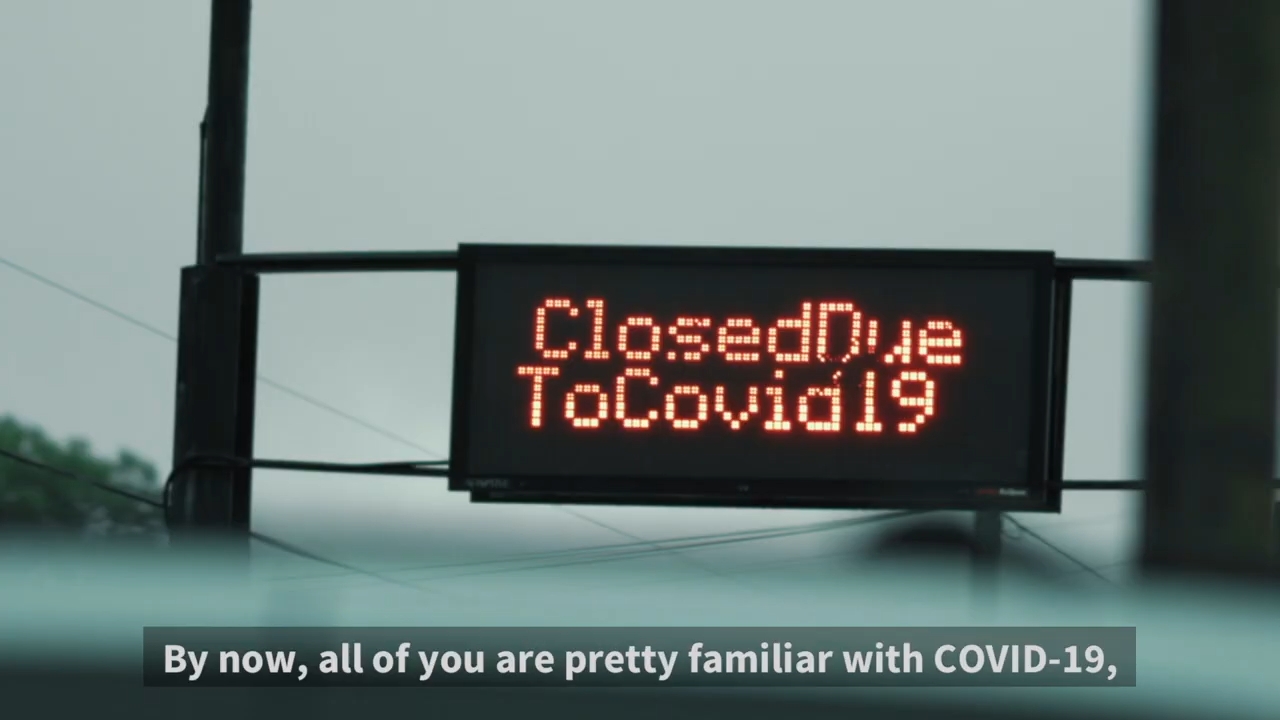 ClosedDue
ToCovid19
By now, all of you are pretty familiar with COVID-19,